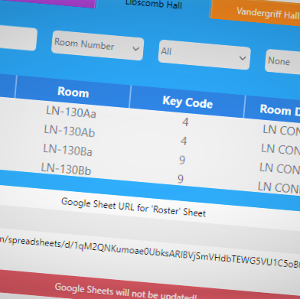 Libscomb Hall
Vandergriff Hall
Room Number
All
None
Room Key Code Room D
LN-130Aa 4 LN CON
LN-130Ab 4 LN CON
LN-130Ba 9 LN CON
LN-130Bb 9 LN CON
Google Sheet URL for 'Roster' Sheet
m/spreadsheets/d/1qM2QNKumoae0UbksARIBVjSmVHdbTEWG5VU1C5oB
Google Sheets will not be updated!